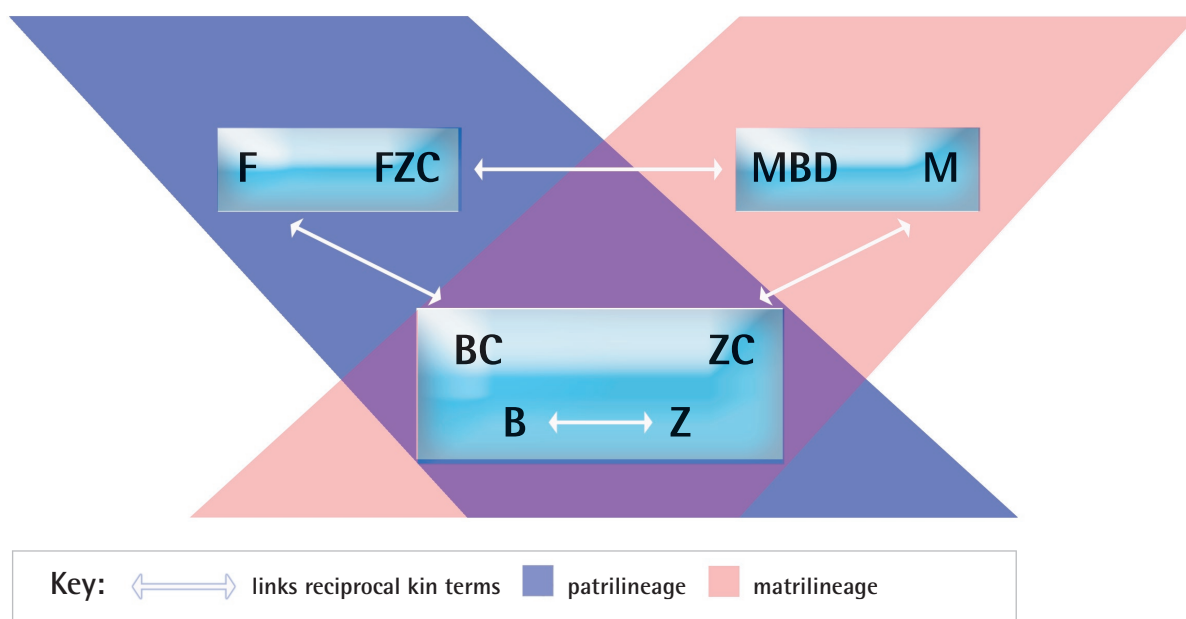 F FZC MBD M
BC ZC
B Z
Key: links reciprocal kin terms patrilineage matrilineage